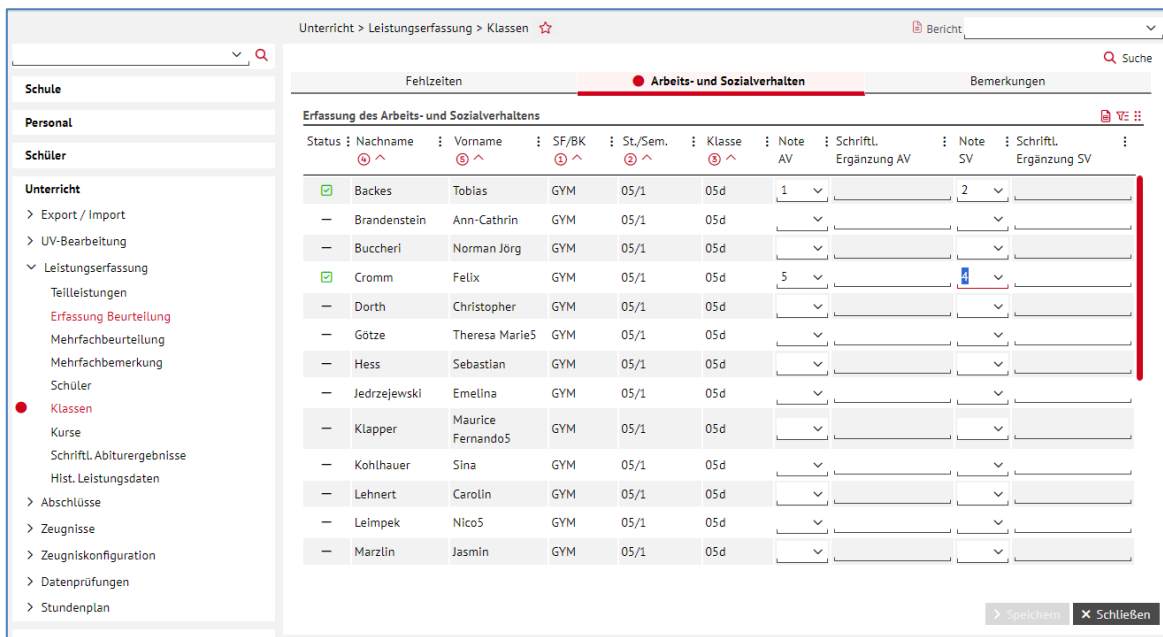 Unterricht > Leistungserfassung > Klassen
Bericht
Suche
Schule
Personal
Schüler
Unterricht
> Export / Import
> UV-Bearbeitung
Leistungserfassung
Teilleistungen
Erfassung Beurteilung
Mehrfachbeurteilung
Mehrfachbemerkung
Schüler
Klassen
Kurse
Schriftl. Abiturergebnisse
Hist. Leistungsdaten
> Abschlüsse
> Zeugnisse
> Zeugniskonfiguration
> Datenprüfungen
> Stundenplan
Fehlzeiten Arbeits- und Sozialverhalten Bemerkungen
Erfassung des Arbeits- und Sozialverhaltens
Status Nachname Vorname SF/BK St./Sem. Klasse Note Schriftl. Note Schriftl.
4 5 1 2 3 AV Ergänzung AV SV Ergänzung SV
Backes Tobias GYM 05/1 05d 1 2
– Brandenstein Ann-Cathrin GYM 05/1 05d
– Buccheri Norman Jörg GYM 05/1 05d
Cromm Felix GYM 05/1 05d 5 4
– Dorth Christopher GYM 05/1 05d
– Götze Theresa Marie5 GYM 05/1 05d
– Hess Sebastian GYM 05/1 05d
– Jedrzejewski Emelina GYM 05/1 05d
– Klapper Maurice Fernando5 GYM 05/1 05d
– Kohlhauer Sina GYM 05/1 05d
– Lehnert Carolin GYM 05/1 05d
– Leimpek Nico5 GYM 05/1 05d
– Marzlin Jasmin GYM 05/1 05d
> Speichern
X Schließen